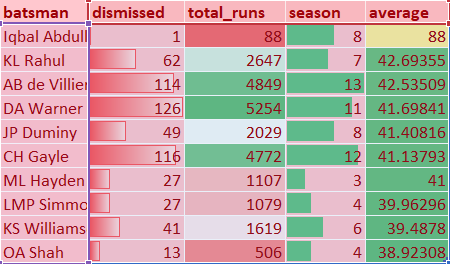 batsman dismissed total_runs season average
Iqbal Abdull 1 88 8 88
KL Rahul 62 2647 7 42.69355
AB de Villier 114 4849 13 42.53509
DA Warner 126 5254 11 41.69841
JP Duminy 49 2029 8 41.40816
CH Gayle 116 4772 12 41.13793
ML Hayden 27 1107 3 41
LMP Simmo 27 1079 4 39.96296
KS Williams 41 1619 6 39.4878
OA Shah 13 506 4 38.92308